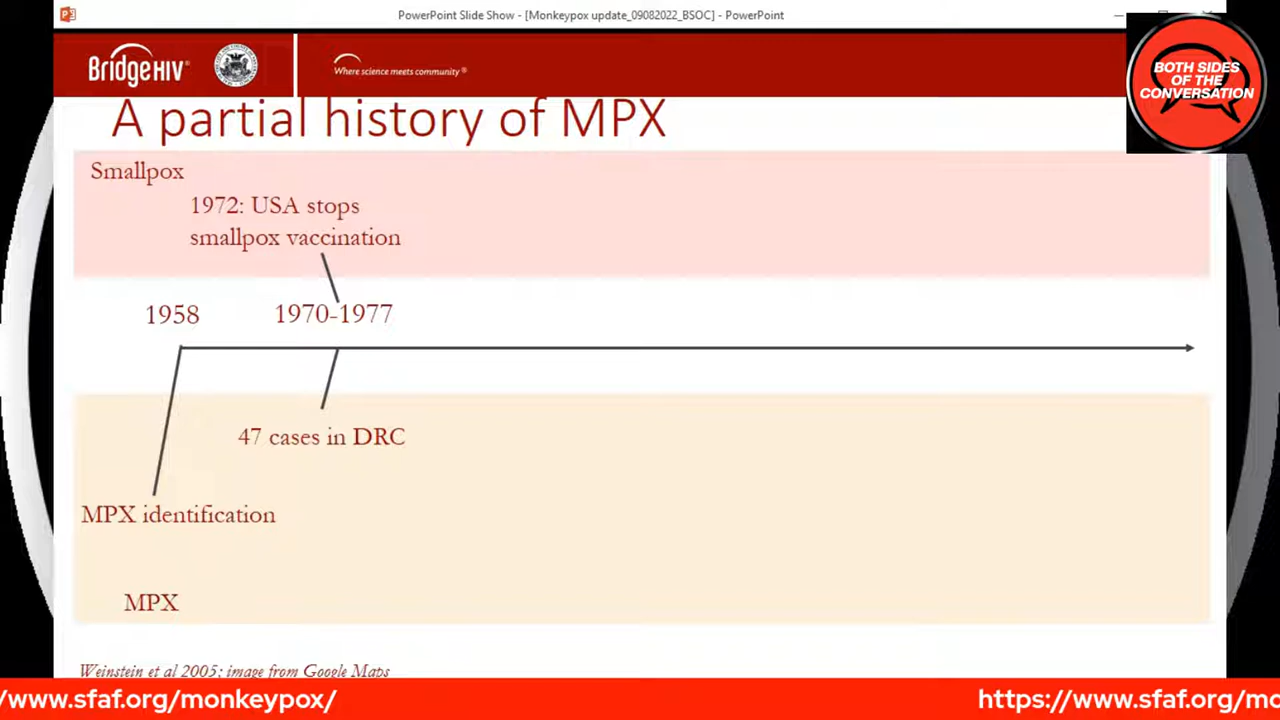 PowerPoint Slide Show - [Monkeypox update_09082022_BSOC] - PowerPoint
BridgeHIV®
Where science meets community®
BOTH SIDES
OF THE
CONVERSATION
A partial history of MPX
Smallpox
1972: USA stops
smallpox vaccination
1958
1970-1977
47 cases in DRC
MPX identification
MPX
Weinstein et al 2005; image from Google Maps
/www.sfaf.org/monkeypox/
https://www.sfaf.org/mo